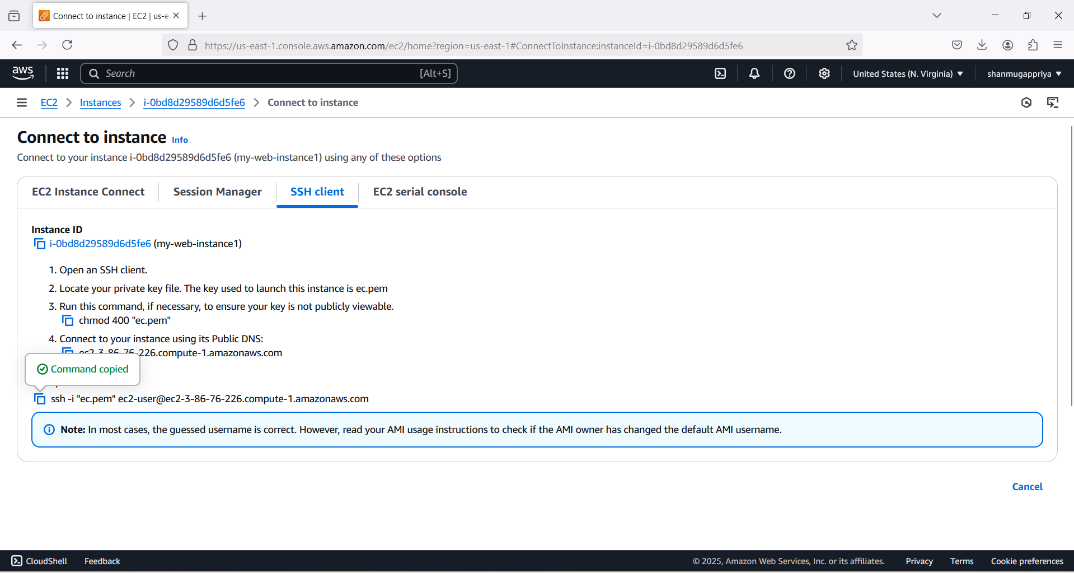 Connect to instance | EC2 | us-e
https://us-east-1.console.aws.amazon.com/ec2/home?region=us-east-1#ConnectToInstance:instanceId=i-0bd8d29589d6d5fe6
aws Search [Alt+S] United States (N. Virginia) shanmugappriya
EC2 > Instances > i-0bd8d29589d6d5fe6 > Connect to instance
Connect to instance Info
Connect to your instance i-0bd8d29589d6d5fe6 (my-web-instance1) using any of these options
EC2 Instance Connect Session Manager SSH client EC2 serial console
Instance ID
i-0bd8d29589d6d5fe6 (my-web-instance1)
1. Open an SSH client.
2. Locate your private key file. The key used to launch this instance is ec.pem
3. Run this command, if necessary, to ensure your key is not publicly viewable.
chmod 400 "ec.pem"
4. Connect to your instance using its Public DNS:
ec2-3-86-76-226.compute-1.amazonaws.com
Command copied
ssh -i "ec.pem" ec2-user@ec2-3-86-76-226.compute-1.amazonaws.com
Note: In most cases, the guessed username is correct. However, read your AMI usage instructions to check if the AMI owner has changed the default AMI username.
Cancel
CloudShell Feedback © 2025, Amazon Web Services, Inc. or its affiliates. Privacy Terms Cookie preferences